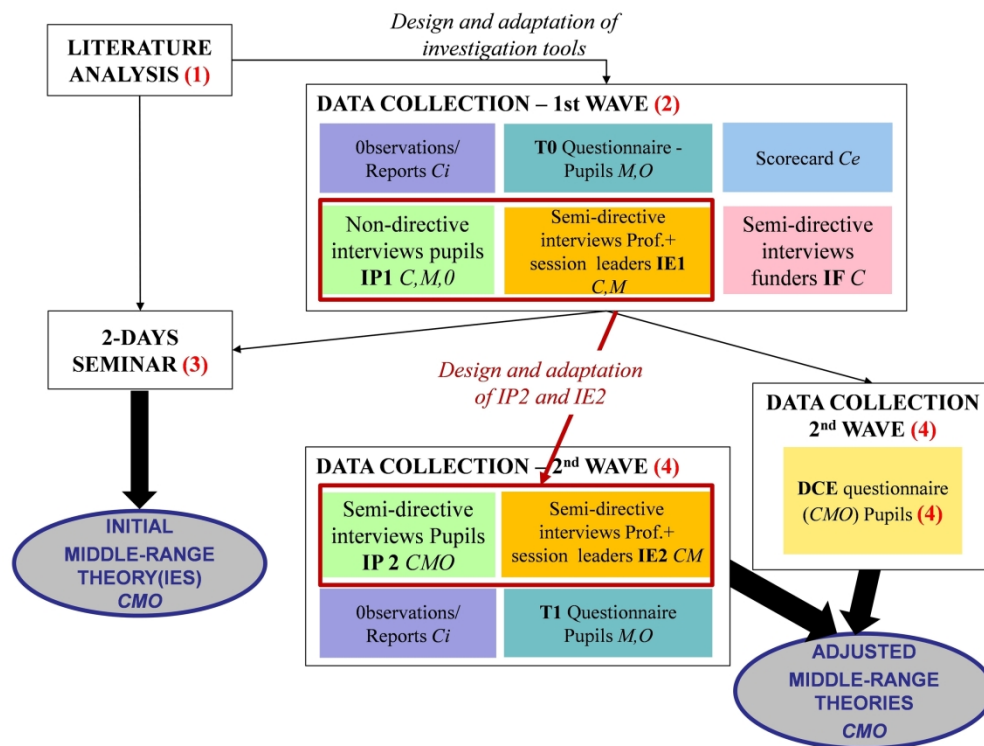 Design and adaptation of
investigation tools
LITERATURE
ANALYSIS (1)
DATA COLLECTION – 1st WAVE (2)
0bservations/
Reports Ci
T0 Questionnaire -
Pupils M,O
Scorecard Ce
Non-directive
interviews pupils
IP1 C,M,0
Semi-directive
interviews Prof.+
session leaders IE1
C,M
Semi-directive
interviews
funders IF C
2-DAYS
SEMINAR (3)
Design and adaptation
of IP2 and IE2
DATA COLLECTION
2nd WAVE (4)
DCE questionnaire
(CMO) Pupils (4)
DATA COLLECTION – 2nd WAVE (4)
Semi-directive
interviews Pupils
IP 2 CMO
Semi-directive
interviews Prof.+
session leaders IE2 CM
0bservations/
Reports Ci
T1 Questionnaire
Pupils M,O
INITIAL
MIDDLE-RANGE
THEORY(IES)
CMO
ADJUSTED
MIDDLE-RANGE
THEORIES
CMO